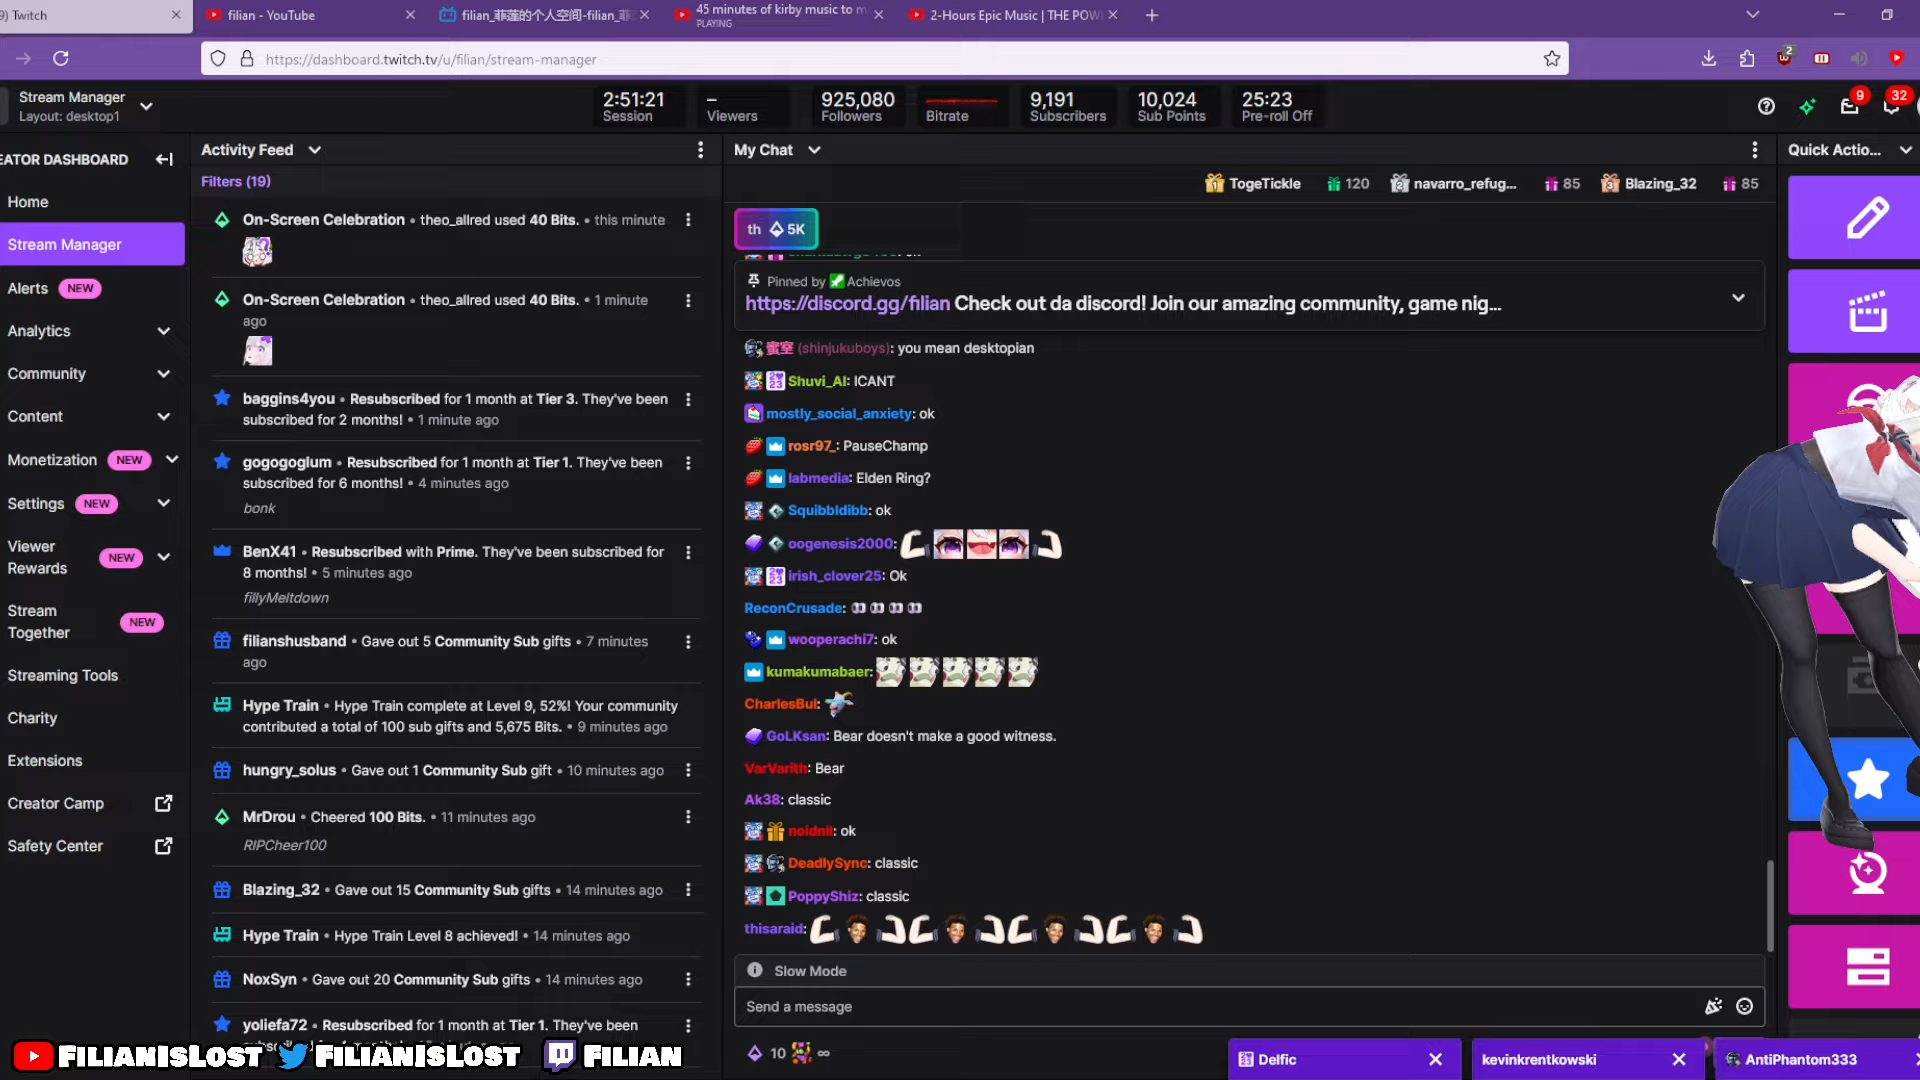 ) Twitch
filian - YouTube
filian_菲莲的个人空间-filian_菲
45 minutes of kirby music to m
PLAYING
2-Hours Epic Music | THE POW
https://dashboard.twitch.tv/u/filian/stream-manager
2
Stream Manager
Layout: desktop1
2:51:21
Session
–
Viewers
925,080
Followers
Bitrate
9,191
Subscribers
10,024
Sub Points
25:23
Pre-roll Off
9
32
EATOR DASHBOARD
Home
Stream Manager
Alerts NEW
Analytics
Community
Content
Monetization NEW
Settings NEW
Viewer
Rewards NEW
Stream
Together NEW
Streaming Tools
Charity
Extensions
Creator Camp
Safety Center
Activity Feed
Filters (19)
On-Screen Celebration • theo_allred used 40 Bits. • this minute
On-Screen Celebration • theo_allred used 40 Bits. • 1 minute
ago
baggins4you • Resubscribed for 1 month at Tier 3. They've been
subscribed for 2 months! • 1 minute ago
gogogoglum • Resubscribed for 1 month at Tier 1. They've been
subscribed for 6 months! • 4 minutes ago
bonk
BenX41 • Resubscribed with Prime. They've been subscribed for
8 months! • 5 minutes ago
fillyMeltdown
filianshusband • Gave out 5 Community Sub gifts • 7 minutes
ago
Hype Train • Hype Train complete at Level 9, 52%! Your community
contributed a total of 100 sub gifts and 5,675 Bits. • 9 minutes ago
hungry_solus • Gave out 1 Community Sub gift • 10 minutes ago
MrDrou • Cheered 100 Bits. • 11 minutes ago
RIPCheer100
Blazing_32 • Gave out 15 Community Sub gifts • 14 minutes ago
Hype Train • Hype Train Level 8 achieved! • 14 minutes ago
NoxSyn • Gave out 20 Community Sub gifts • 14 minutes ago
yoliefa72 • Resubscribed for 1 month at Tier 1. They've been
My Chat
TogeTickle 120 navarro_refug... 85 Blazing_32 85
th 5K
Pinned by Achievos
https://discord.gg/filian Check out da discord! Join our amazing community, game nig...
蜜室 (shinjukuboys): you mean desktopian
Shuvi_AI: ICANT
mostly_social_anxiety: ok
rosr97_: PauseChamp
labmedia: Elden Ring?
Squibbldibb: ok
oogenesis2000:
irish_clover25: Ok
ReconCrusade:
wooperachi7: ok
kumakumabaer:
CharlesBul:
GoLKsan: Bear doesn't make a good witness.
VarVarith: Bear
Ak38: classic
noidnil: ok
DeadlySync: classic
PoppyShiz: classic
thisaraid:
Slow Mode
Send a message
10 ∞
Quick Actio...
Delfic
kevinkrentkowski
AntiPhantom333
FILIANISLOST FILIANISLOST FILIAN